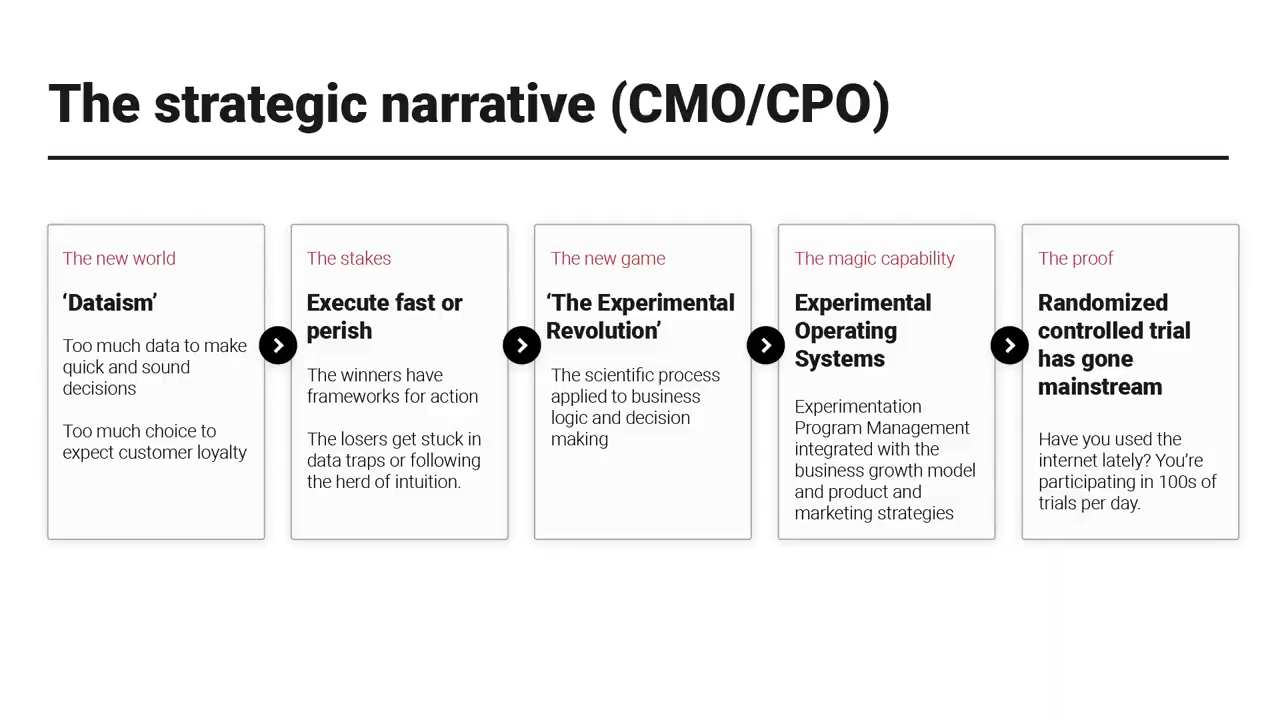 The strategic narrative (CMO/CPO)
The new world
‘Dataism’
Too much data to make
quick and sound
decisions
Too much choice to
expect customer loyalty
The stakes
Execute fast or
perish
The winners have
frameworks for action
The losers get stuck in
data traps or following
the herd of intuition.
The new game
‘The Experimental
Revolution’
The scientific process
applied to business
logic and decision
making
The magic capability
Experimental
Operating
Systems
Experimentation
Program Management
integrated with the
business growth model
and product and
marketing strategies
The proof
Randomized
controlled trial
has gone
mainstream
Have you used the
internet lately? You’re
participating in 100s of
trials per day.